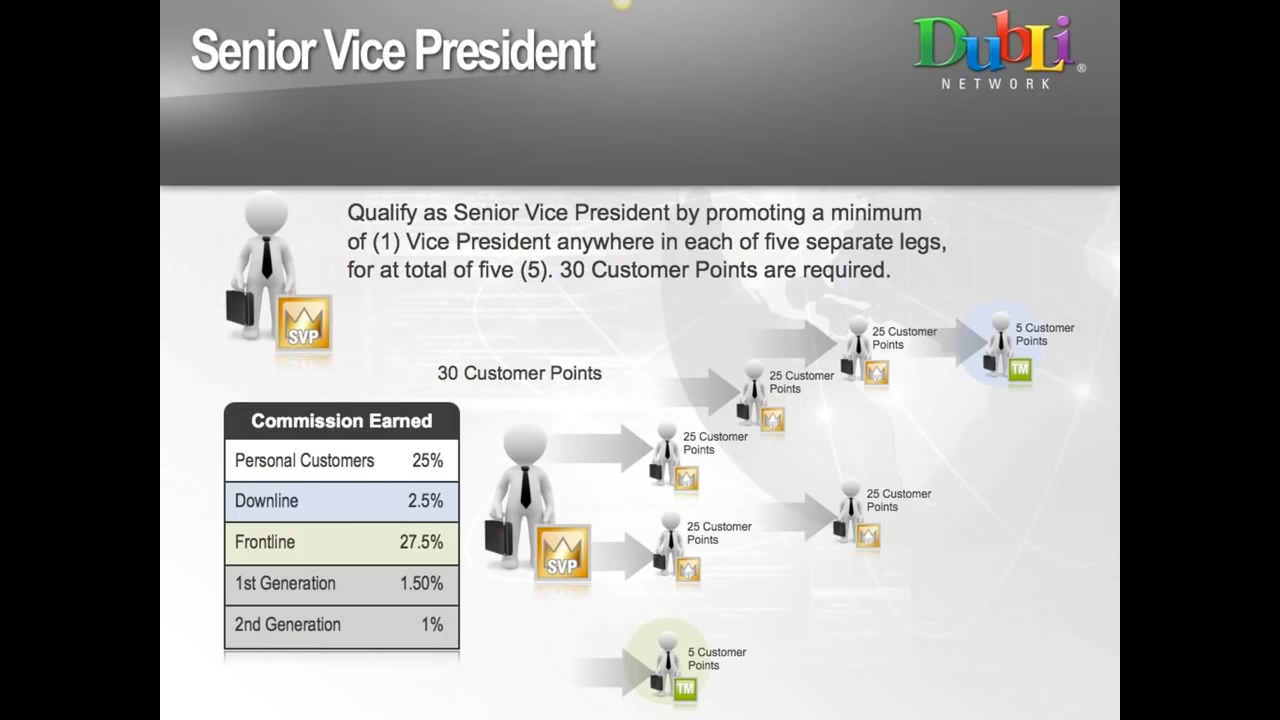 Senior Vice President
DubLi
®
NETWORK
Qualify as Senior Vice President by promoting a minimum
of (1) Vice President anywhere in each of five separate legs,
for at total of five (5). 30 Customer Points are required.
SVP
30 Customer Points
25 Customer
Points
5 Customer
Points
TM
25 Customer
Points
25 Customer
Points
25 Customer
Points
25 Customer
Points
SVP
5 Customer
Points
TM
Commission Earned
Personal Customers 25%
Downline 2.5%
Frontline 27.5%
1st Generation 1.50%
2nd Generation 1%